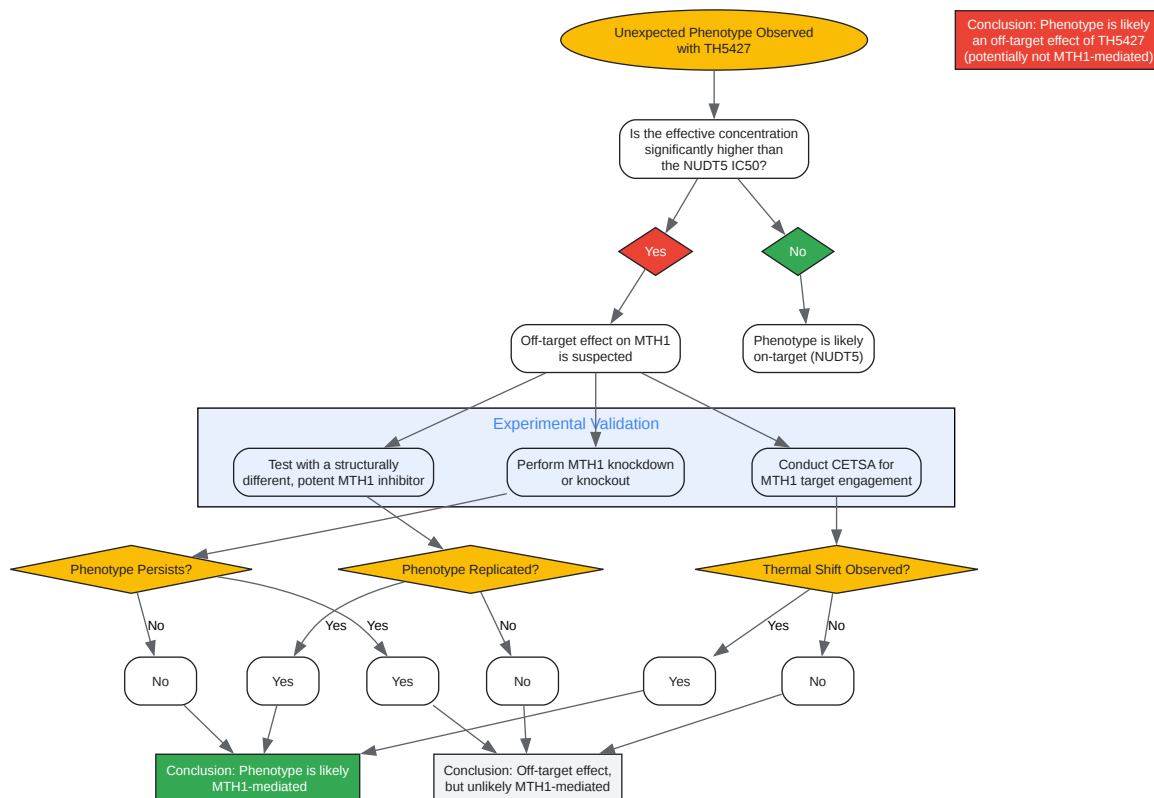 Unexpected Phenotype Observed
with TH5427
Conclusion: Phenotype is likely
an off-target effect of TH5427
(potentially not MTH1-mediated)
Is the effective concentration
significantly higher than
the NUDT5 IC50?
Yes
No
Off-target effect on MTH1
is suspected
Phenotype is likely
on-target (NUDT5)
Experimental Validation
Test with a structurally
different, potent MTH1 inhibitor
Perform MTH1 knockdown
or knockout
Conduct CETSA for
MTH1 target engagement
Phenotype Persists?
Phenotype Replicated?
Thermal Shift Observed?
No
Yes
Yes
No
Yes
No
No
Yes
Yes
No
Yes
No
Conclusion: Phenotype is likely
MTH1-mediated
Conclusion: Off-target effect,
but unlikely MTH1-mediated